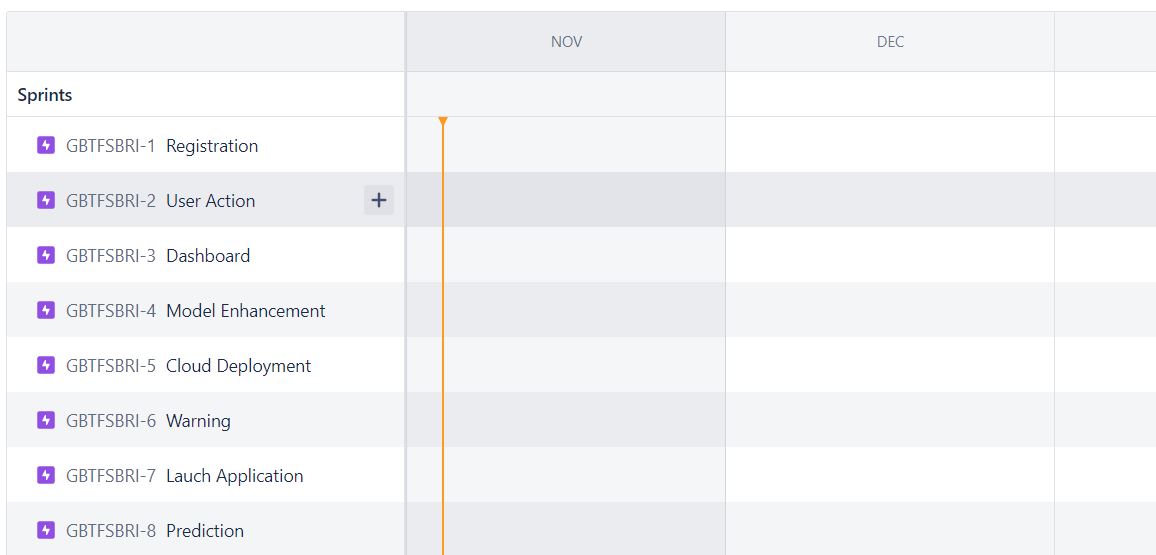 NOV DEC
Sprints
GBTFSBRI-1 Registration
GBTFSBRI-2 User Action
GBTFSBRI-3 Dashboard
GBTFSBRI-4 Model Enhancement
GBTFSBRI-5 Cloud Deployment
GBTFSBRI-6 Warning
GBTFSBRI-7 Lauch Application
GBTFSBRI-8 Prediction